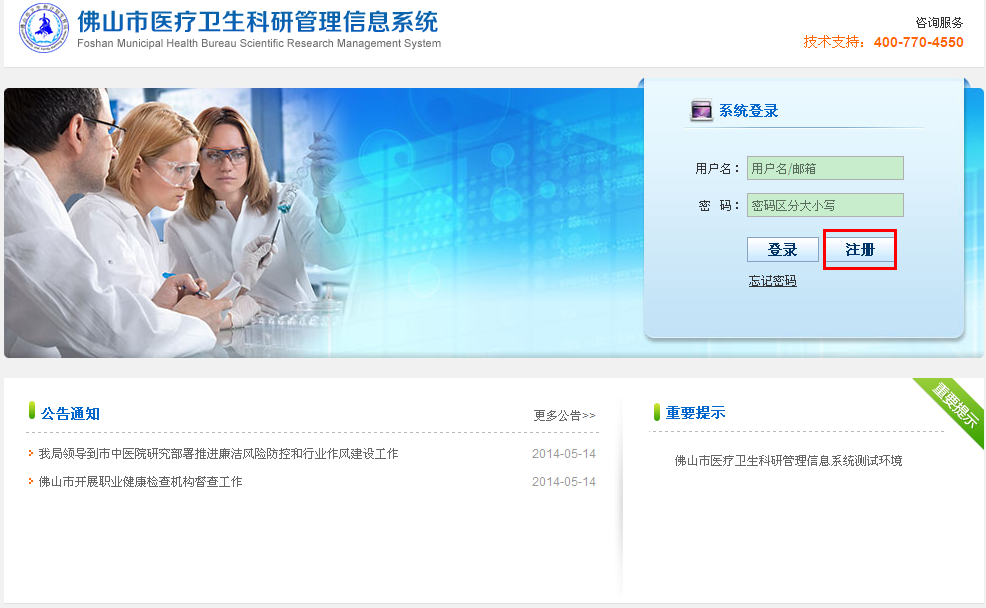 佛山市医疗卫生科研管理信息系统
Foshan Municipal Health Bureau Scientific Research Management System
咨询服务
技术支持：400-770-4550
系统登录
用户名： 用户名/邮箱
密 码： 密码区分大小写
登录 注册
忘记密码
公告通知 更多公告>>
我局领导到市中医院研究部署推进廉洁风险防控和行业作风建设工作 2014-05-14
佛山市开展职业健康检查机构督查工作 2014-05-14
重要提示
重要提示
佛山市医疗卫生科研管理信息系统测试环境